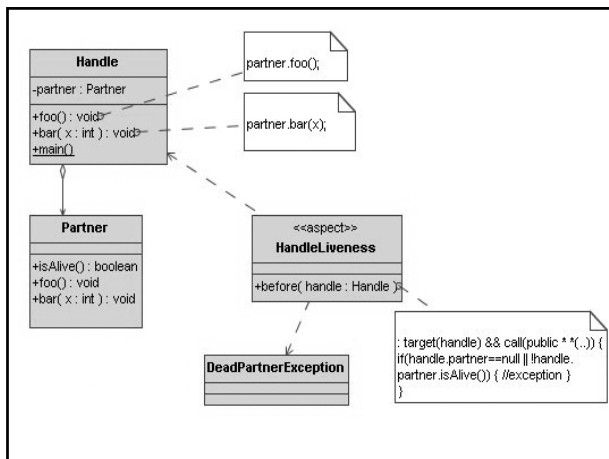 Handle
-partner : Partner
+foo() : void
+bar( x : int ) : void
+main()
partner.foo();
partner.bar(x);
Partner
+isAlive() : boolean
+foo() : void
+bar( x : int ) : void
<<aspect>>
HandleLiveness
+before( handle : Handle )
DeadPartnerException
: target(handle) && call(public * *(..)) {
if(handle.partner==null || !handle.
partner.isAlive()) { //exception }
}